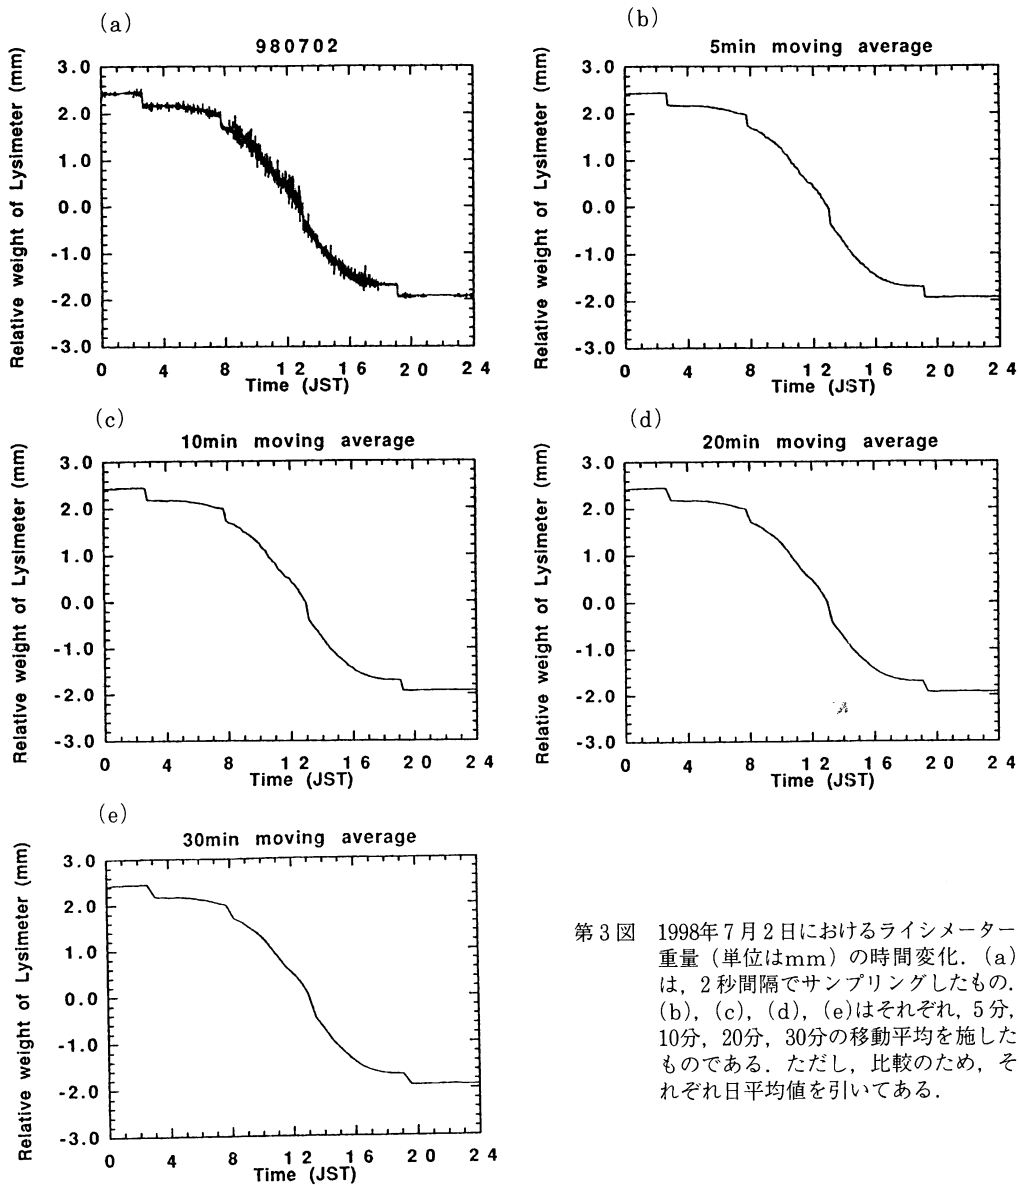 (a)
980702
Relative weight of Lysimeter (mm)
3.0
2.0
1.0
0.0
-1.0
-2.0
-3.0
0 4 8 12 16 20 24
Time (JST)
(b)
5min moving average
Relative weight of Lysimeter (mm)
3.0
2.0
1.0
0.0
-1.0
-2.0
-3.0
0 4 8 12 16 20 24
Time (JST)
(c)
10min moving average
Relative weight of Lysimeter (mm)
3.0
2.0
1.0
0.0
-1.0
-2.0
-3.0
0 4 8 12 16 20 24
Time (JST)
(d)
20min moving average
Relative weight of Lysimeter (mm)
3.0
2.0
1.0
0.0
-1.0
-2.0
-3.0
0 4 8 12 16 20 24
Time (JST)
(e)
30min moving average
Relative weight of Lysimeter (mm)
3.0
2.0
1.0
0.0
-1.0
-2.0
-3.0
0 4 8 12 16 20 24
Time (JST)
第3図 1998年7月2日におけるライシメーター
重量(単位はmm)の時間変化.(a)
は,2秒間隔でサンプリングしたもの.
(b),(c),(d),(e)はそれぞれ,5分,
10分,20分,30分の移動平均を施した
ものである.ただし,比較のため,そ
れぞれ日平均値を引いてある.